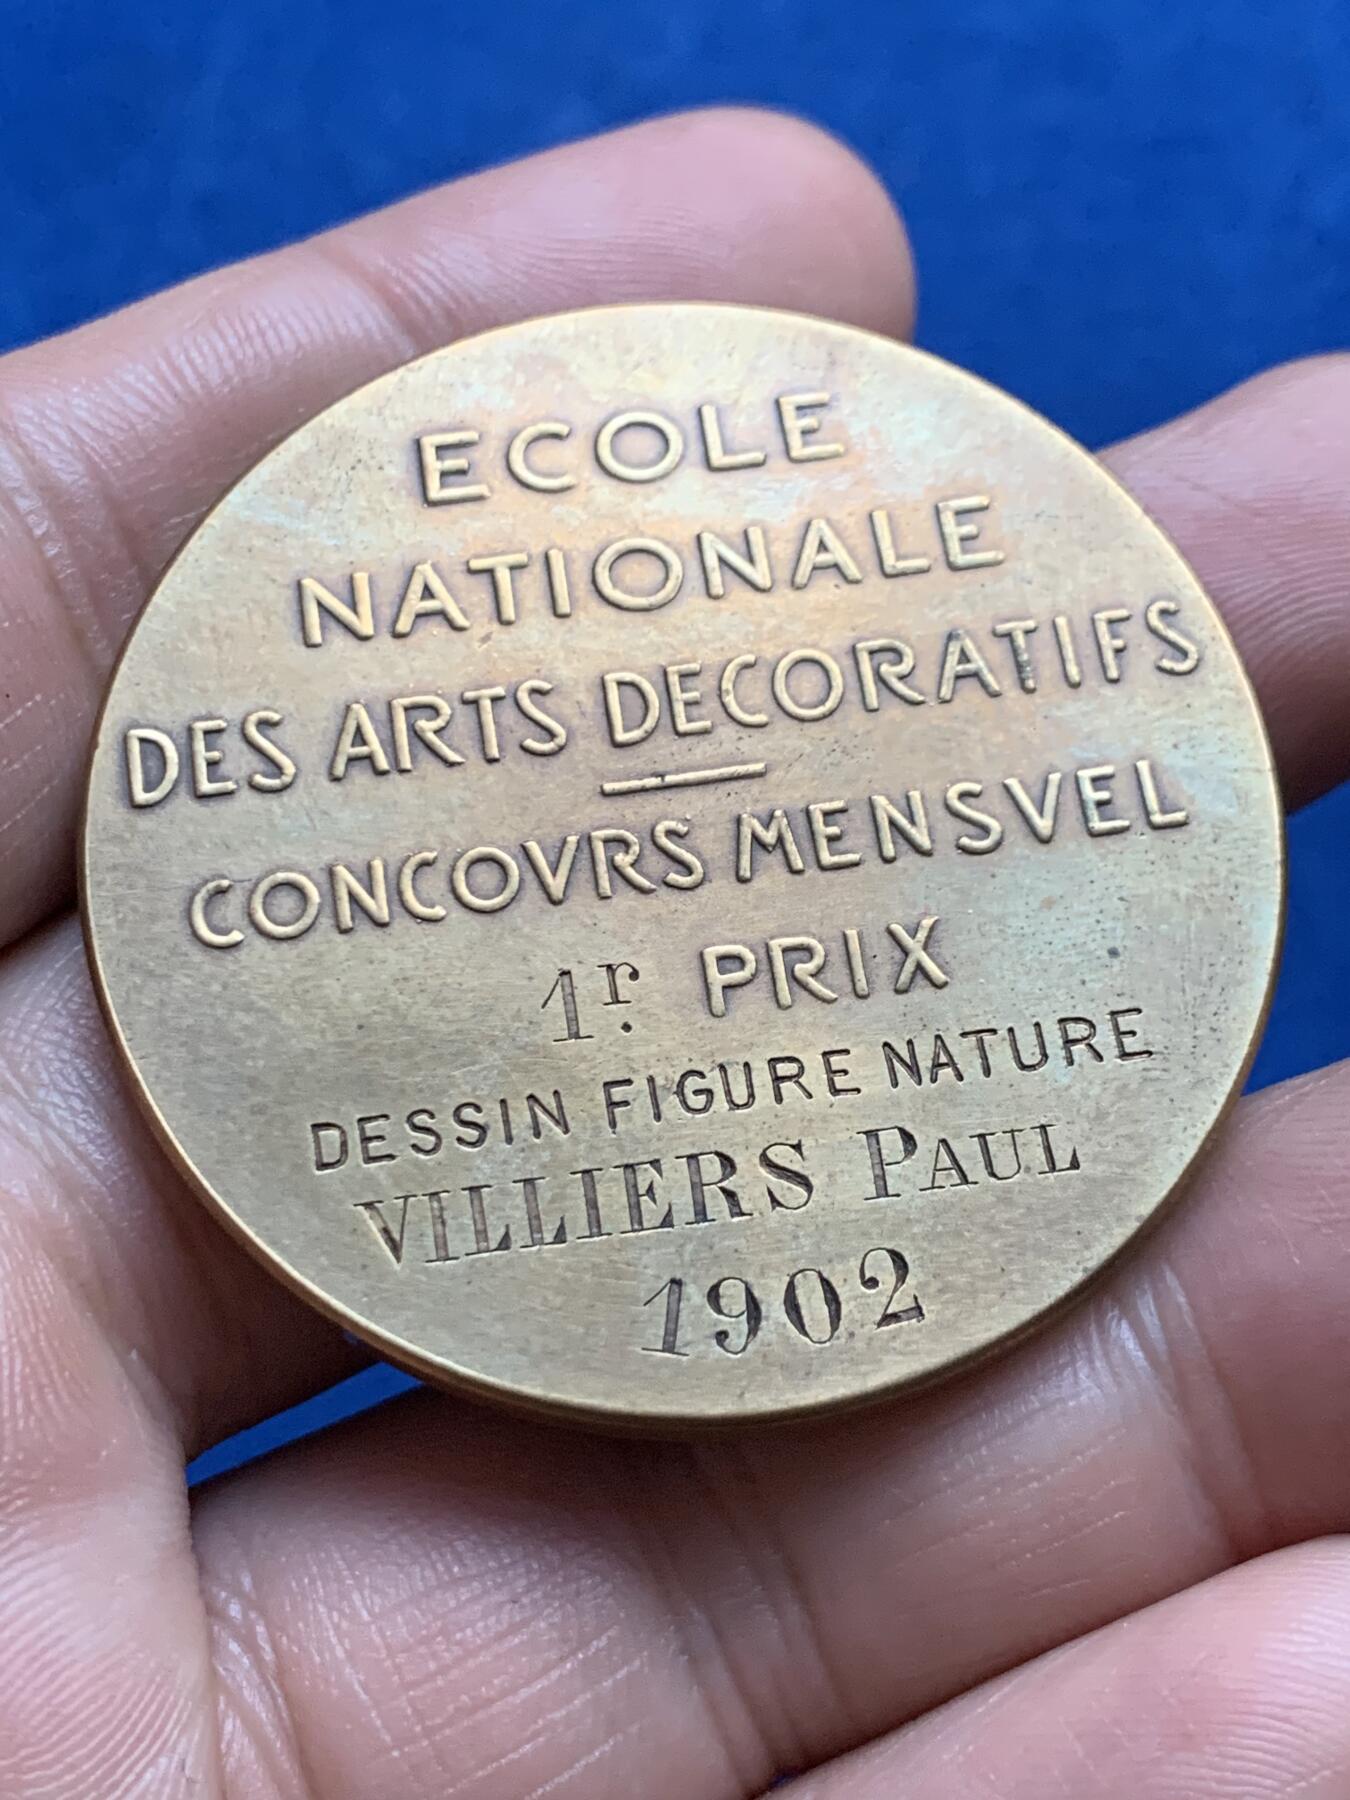 ECOLE
NATIONALE
DES ARTS DECORATIFS
CONCOVRS MENSVEL
1r. PRIX
DESSIN FIGURE NATURE
VILLIERS PAUL
1902